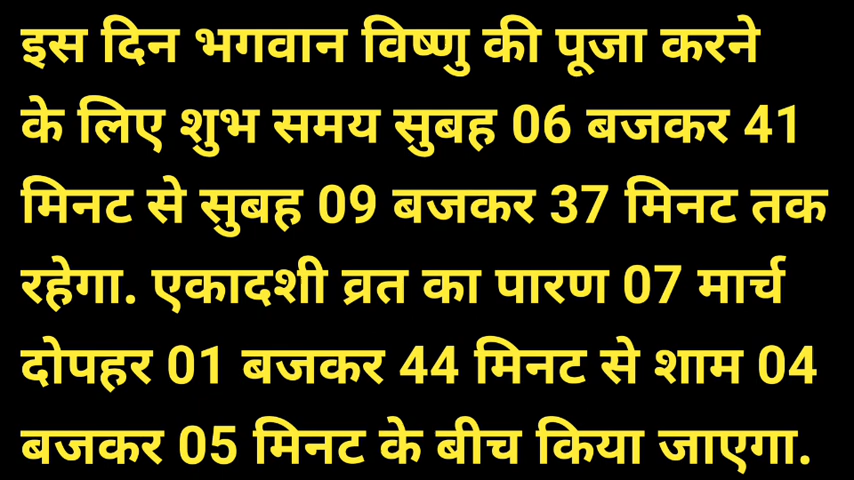 इस दिन भगवान विष्णु की पूजा करने
के लिए शुभ समय सुबह 06 बजकर 41
मिनट से सुबह 09 बजकर 37 मिनट तक
रहेगा. एकादशी व्रत का पारण 07 मार्च
दोपहर 01 बजकर 44 मिनट से शाम 04
बजकर 05 मिनट के बीच किया जाएगा.